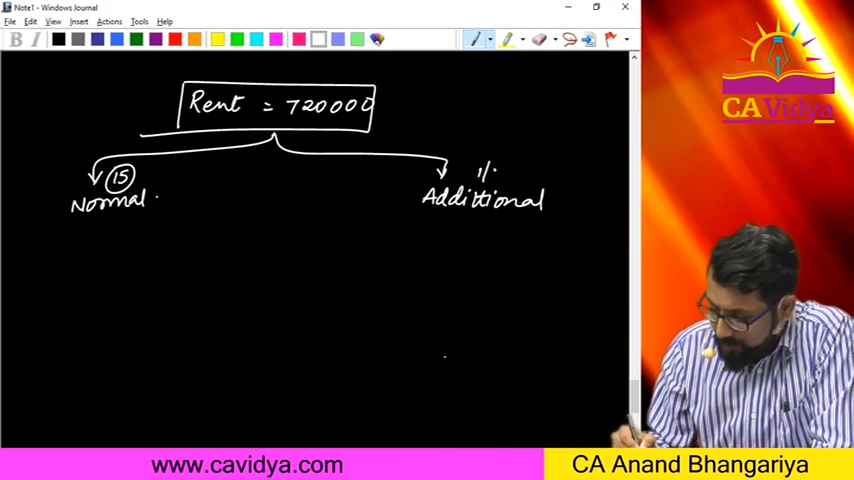 Note1 - Windows Journal
File Edit View Insert Actions Tools Help
B I
Rent = 720000
15
1%.
Normal
Additional
CA Vidya
www.cavidya.com
CA Anand Bhangariya